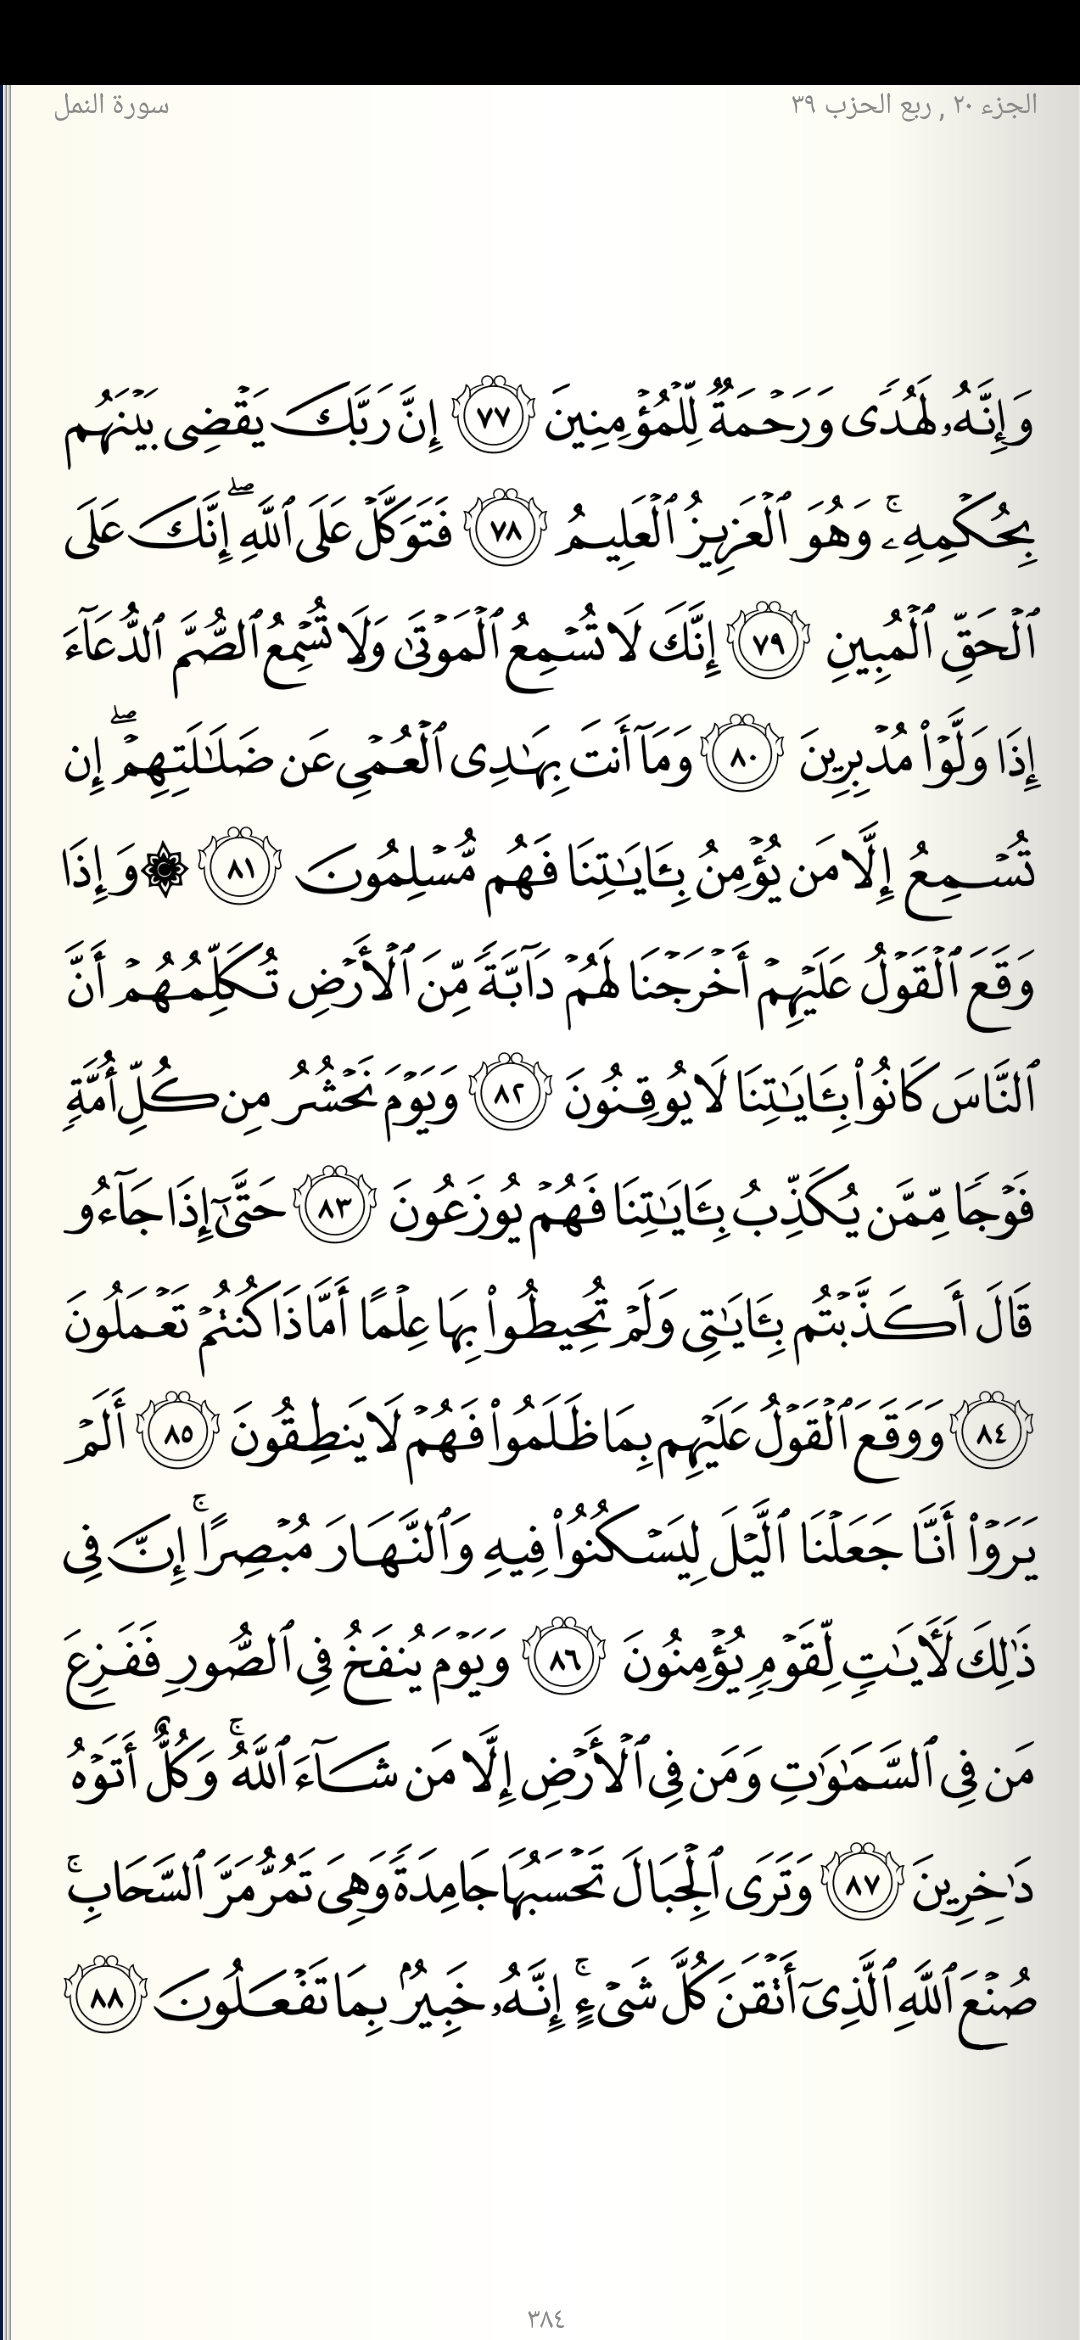 الجزء ٢٠ , ربع الحزب ٣٩
سورة النمل
وَإِنَّهُۥ لَهُدًى وَرَحْمَةٌ لِّلْمُؤْمِنِينَ ٧٧ إِنَّ رَبَّكَ يَقْضِى بَيْنَهُم
بِحُكْمِهِۦ ۚ وَهُوَ ٱلْعَزِيزُ ٱلْعَلِيمُ ٧٨ فَتَوَكَّلْ عَلَى ٱللَّهِ ۖ إِنَّكَ عَلَى
ٱلْحَقِّ ٱلْمُبِينِ ٧٩ إِنَّكَ لَا تُسْمِعُ ٱلْمَوْتَىٰ وَلَا تُسْمِعُ ٱلصُّمَّ ٱلدُّعَآءَ
إِذَا وَلَّوْا۟ مُدْبِرِينَ ٨٠ وَمَآ أَنتَ بِهَـٰدِى ٱلْعُمْىِ عَن ضَلَـٰلَتِهِمْ ۖ إِن
تُسْمِعُ إِلَّا مَن يُؤْمِنُ بِـَٔايَـٰتِنَا فَهُم مُّسْلِمُونَ ٨١ ۞ وَإِذَا
وَقَعَ ٱلْقَوْلُ عَلَيْهِمْ أَخْرَجْنَا لَهُمْ دَآبَّةً مِّنَ ٱلْأَرْضِ تُكَلِّمُهُمْ أَنَّ
ٱلنَّاسَ كَانُوا۟ بِـَٔايَـٰتِنَا لَا يُوقِنُونَ ٨٢ وَيَوْمَ نَحْشُرُ مِن كُلِّ أُمَّةٍ
فَوْجًا مِّمَّن يُكَذِّبُ بِـَٔايَـٰتِنَا فَهُمْ يُوزَعُونَ ٨٣ حَتَّىٰٓ إِذَا جَآءُو
قَالَ أَكَذَّبْتُم بِـَٔايَـٰتِى وَلَمْ تُحِيطُوا۟ بِهَا عِلْمًا أَمَّاذَا كُنتُمْ تَعْمَلُونَ
٨٤ وَوَقَعَ ٱلْقَوْلُ عَلَيْهِم بِمَا ظَلَمُوا۟ فَهُمْ لَا يَنطِقُونَ ٨٥ أَلَمْ
يَرَوْا۟ أَنَّا جَعَلْنَا ٱلَّيْلَ لِيَسْكُنُوا۟ فِيهِ وَٱلنَّهَارَ مُبْصِرًا ۚ إِنَّ فِى
ذَٰلِكَ لَـَٔايَـٰتٍ لِّقَوْمٍ يُؤْمِنُونَ ٨٦ وَيَوْمَ يُنفَخُ فِى ٱلصُّورِ فَفَزِعَ
مَن فِى ٱلسَّمَـٰوَٰتِ وَمَن فِى ٱلْأَرْضِ إِلَّا مَن شَآءَ ٱللَّهُ ۚ وَكُلٌّ أَتَوْهُ
دَٰخِرِينَ ٨٧ وَتَرَى ٱلْجِبَالَ تَحْسَبُهَا جَامِدَةً وَهِىَ تَمُرُّ مَرَّ ٱلسَّحَابِ ۚ
صُنْعَ ٱللَّهِ ٱلَّذِىٓ أَتْقَنَ كُلَّ شَىْءٍ ۚ إِنَّهُۥ خَبِيرٌۢ بِمَا تَفْعَلُونَ ٨٨
٣٨٤